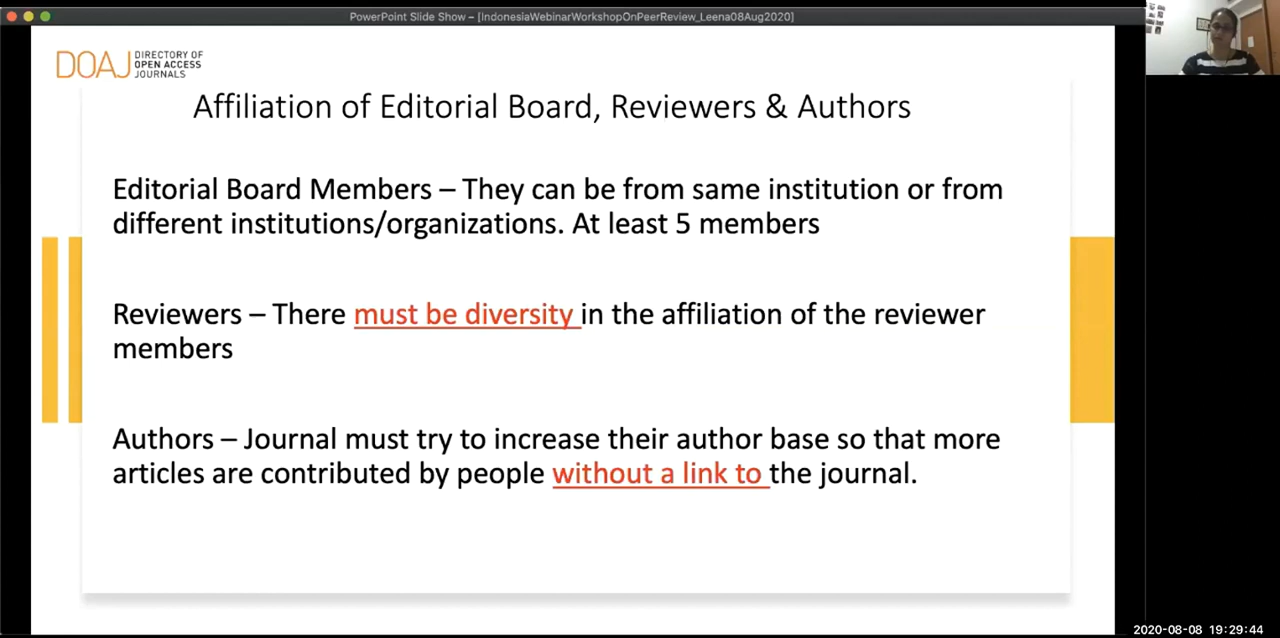 PowerPoint Slide Show – [IndonesiaWebinarWorkshopOnPeerReview_Leena08Aug2020]
DOAJ DIRECTORY OF
OPEN ACCESS
JOURNALS
Affiliation of Editorial Board, Reviewers & Authors
Editorial Board Members – They can be from same institution or from
different institutions/organizations. At least 5 members
Reviewers – There must be diversity in the affiliation of the reviewer
members
Authors – Journal must try to increase their author base so that more
articles are contributed by people without a link to the journal.
2020-08-08 19:29:44